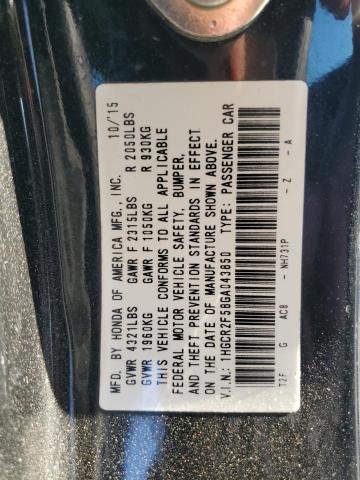 MFD. BY HONDA OF AMERICA MFG., INC. 10/'15
GVWR 4321LBS GAWR F 2315LBS R 2050LBS
GVWR 1960KG GAWR F 1050KG R 930KG
THIS VEHICLE CONFORMS TO ALL APPLICABLE
FEDERAL MOTOR VEHICLE SAFETY, BUMPER,
AND THEFT PREVENTION STANDARDS IN EFFECT
ON THE DATE OF MANUFACTURE SHOWN ABOVE.
V.I.N.: 1HGCR2F58GA043850 TYPE: PASSENGER CAR
T2F G ACB - NH731P - Z - A